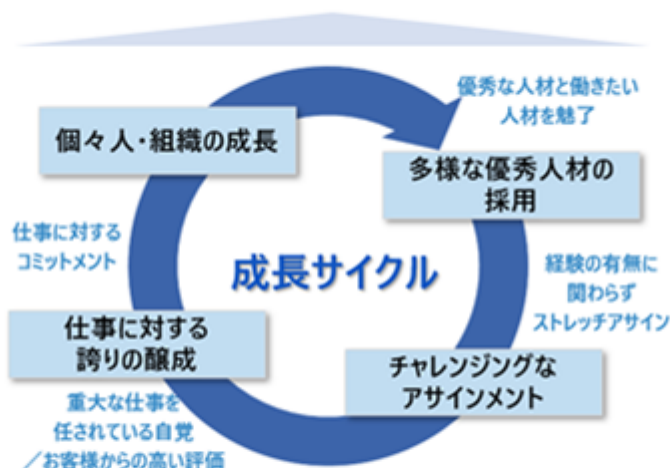 優秀な人材と働きたい
人材を魅了
個々人・組織の成長
多様な優秀人材の
採用
仕事に対する
コミットメント
成長サイクル
経験の有無に
関わらず
ストレッチアサイン
仕事に対する
誇りの醸成
チャレンジングな
アサインメント
重大な仕事を
任されている自覚
／お客様からの高い評価